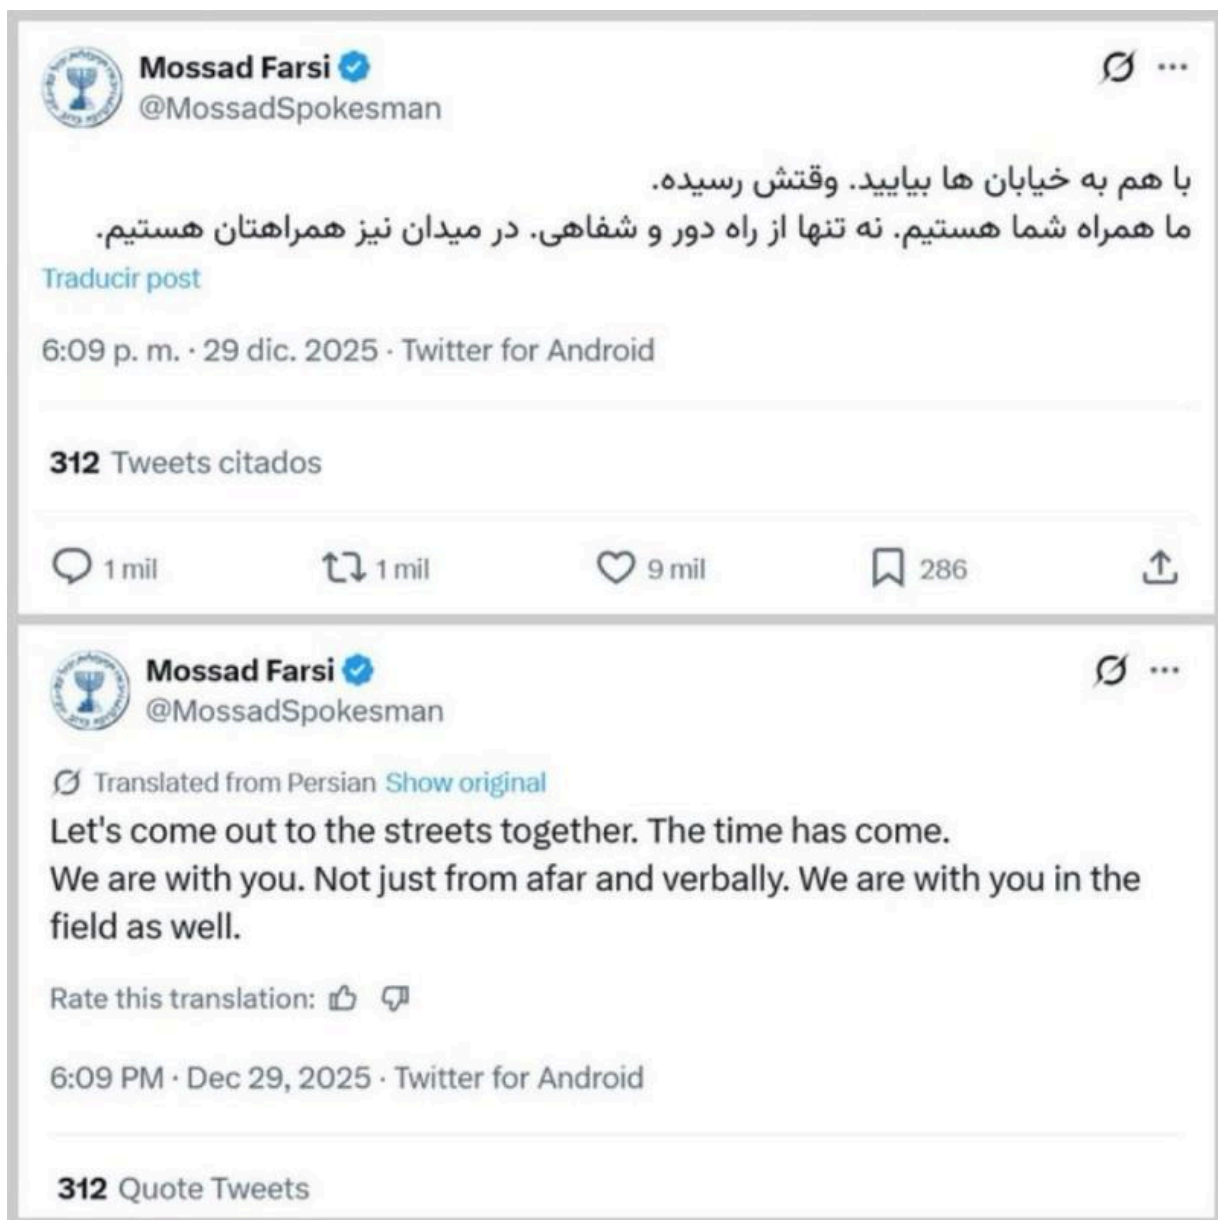 Mossad Farsi
@MossadSpokesman
با هم به خیابان ها بیایید. وقتش رسیده.
ما همراه شما هستیم. نه تنها از راه دور و شفاهی. در میدان نیز همراهتان هستیم.
Traducir post
6:09 p. m. · 29 dic. 2025 · Twitter for Android
312 Tweets citados
1 mil 1 mil 9 mil 286
Mossad Farsi
@MossadSpokesman
Translated from Persian Show original
Let's come out to the streets together. The time has come.
We are with you. Not just from afar and verbally. We are with you in the
field as well.
Rate this translation:
6:09 PM · Dec 29, 2025 · Twitter for Android
312 Quote Tweets